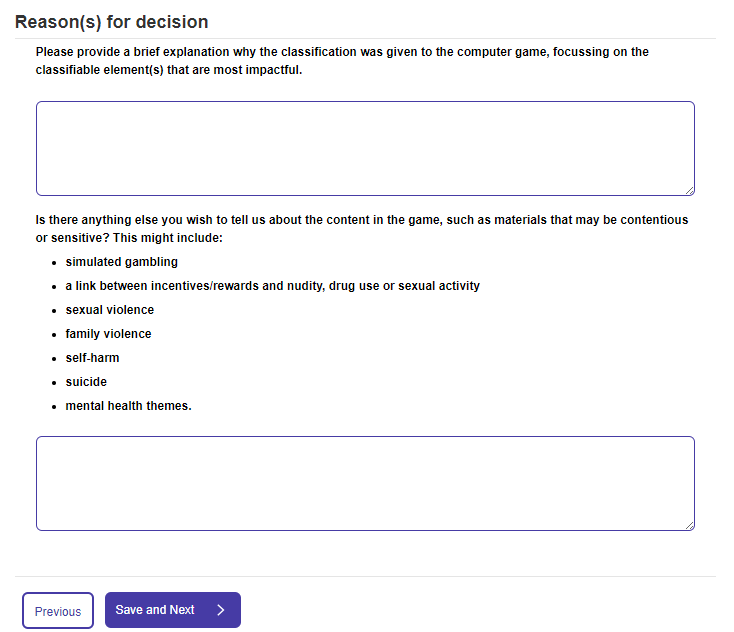 Reason(s) for decision
Please provide a brief explanation why the classification was given to the computer game, focussing on the
classifiable element(s) that are most impactful.
Is there anything else you wish to tell us about the content in the game, such as materials that may be contentious
or sensitive? This might include:
simulated gambling
a link between incentives/rewards and nudity, drug use or sexual activity
sexual violence
family violence
self-harm
suicide
mental health themes.
Previous
Save and Next